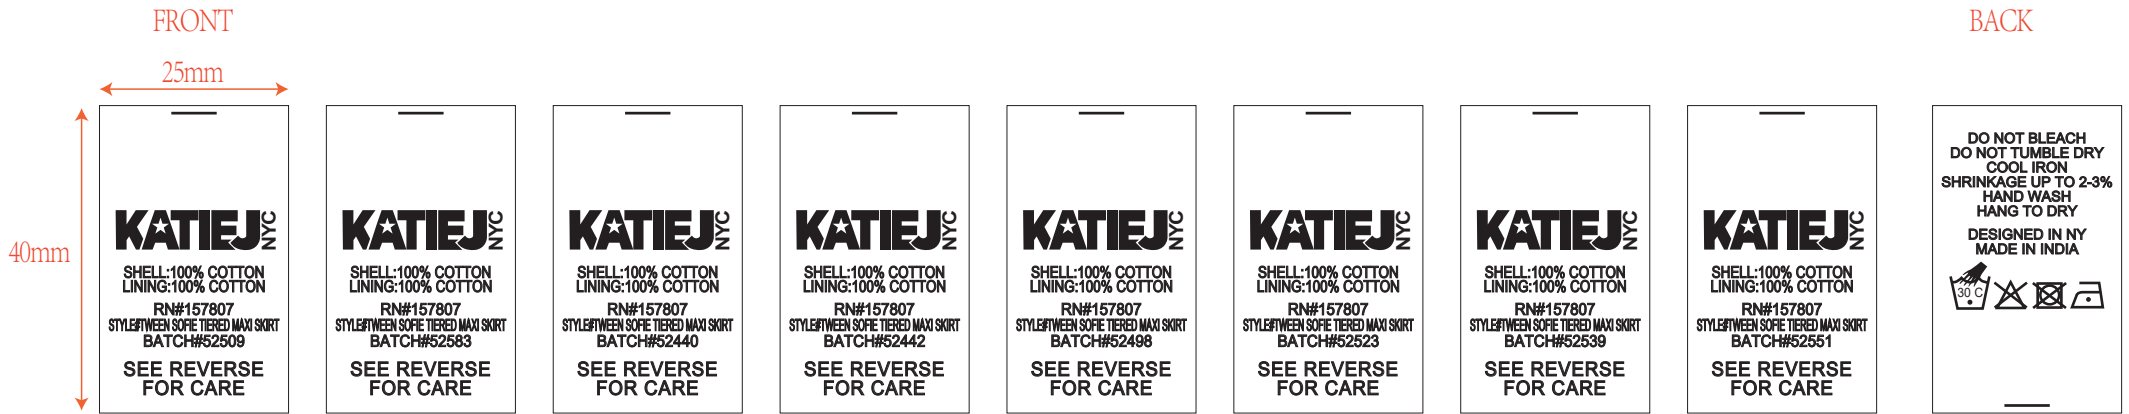 FRONT
BACK
25mm
40mm
KATIEJ NYC
SHELL:100% COTTON
LINING:100% COTTON
RN#157807
STYLE#TWEEN SOFIE TIERED MAXI SKIRT
BATCH#52509
SEE REVERSE
FOR CARE
KATIEJ NYC
SHELL:100% COTTON
LINING:100% COTTON
RN#157807
STYLE#TWEEN SOFIE TIERED MAXI SKIRT
BATCH#52583
SEE REVERSE
FOR CARE
KATIEJ NYC
SHELL:100% COTTON
LINING:100% COTTON
RN#157807
STYLE#TWEEN SOFIE TIERED MAXI SKIRT
BATCH#52440
SEE REVERSE
FOR CARE
KATIEJ NYC
SHELL:100% COTTON
LINING:100% COTTON
RN#157807
STYLE#TWEEN SOFIE TIERED MAXI SKIRT
BATCH#52442
SEE REVERSE
FOR CARE
KATIEJ NYC
SHELL:100% COTTON
LINING:100% COTTON
RN#157807
STYLE#TWEEN SOFIE TIERED MAXI SKIRT
BATCH#52498
SEE REVERSE
FOR CARE
KATIEJ NYC
SHELL:100% COTTON
LINING:100% COTTON
RN#157807
STYLE#TWEEN SOFIE TIERED MAXI SKIRT
BATCH#52523
SEE REVERSE
FOR CARE
KATIEJ NYC
SHELL:100% COTTON
LINING:100% COTTON
RN#157807
STYLE#TWEEN SOFIE TIERED MAXI SKIRT
BATCH#52539
SEE REVERSE
FOR CARE
KATIEJ NYC
SHELL:100% COTTON
LINING:100% COTTON
RN#157807
STYLE#TWEEN SOFIE TIERED MAXI SKIRT
BATCH#52551
SEE REVERSE
FOR CARE
DO NOT BLEACH
DO NOT TUMBLE DRY
COOL IRON
SHRINKAGE UP TO 2-3%
HAND WASH
HANG TO DRY
DESIGNED IN NY
MADE IN INDIA
30 C